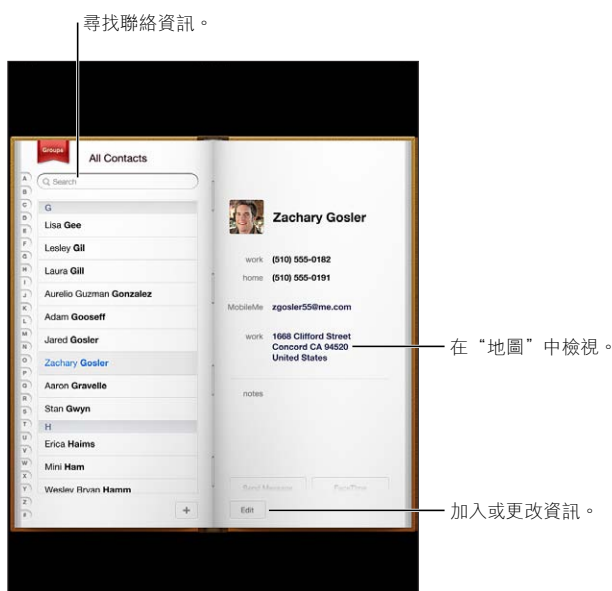 尋找聯絡資訊。
Groups
All Contacts
Search
A
B
C
D
E
F
G
H
I
J
K
L
M
N
O
P
Q
R
S
T
U
V
W
X
Y
Z
#
G
Lisa Gee
Lesley Gil
Laura Gill
Aurelio Guzman Gonzalez
Adam Gooseff
Jared Gosler
Zachary Gosler
Aaron Gravelle
Stan Gwyn
H
Erica Haims
Mini Ham
Wesley Bryan Hamm
+
Zachary Gosler
work (510) 555-0182
home (510) 555-0191
MobileMe zgosler55@me.com
work 1668 Clifford Street
Concord CA 94520
United States
notes
Send Message FaceTime
Edit
在“地圖”中檢視。
加入或更改資訊。